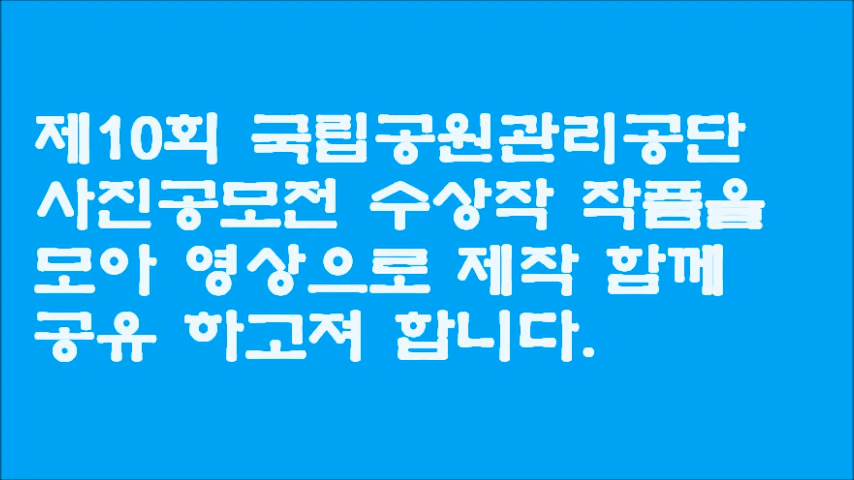 제10회 국립공원관리공단
사진공모전 수상작 작품을
모아 영상으로 제작 함께
공유 하고져 합니다.